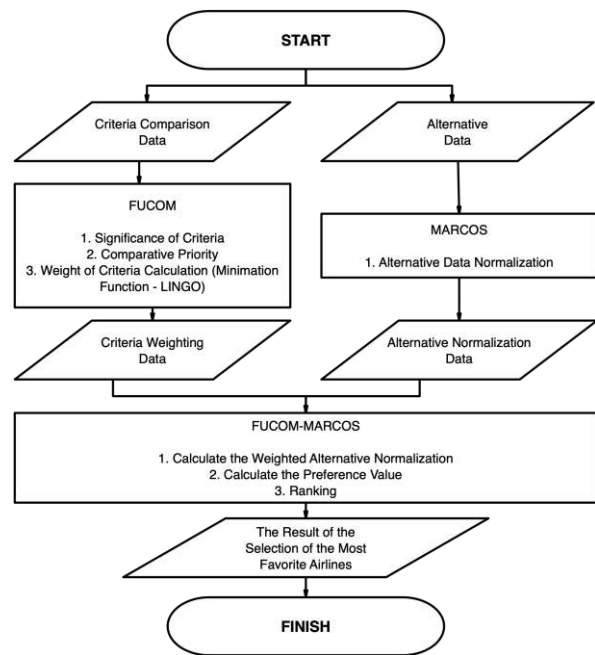 START
Criteria Comparison
Data
Alternative
Data
FUCOM
1. Significance of Criteria
2. Comparative Priority
3. Weight of Criteria Calculation (Minimation
Function - LINGO)
MARCOS
1. Alternative Data Normalization
Criteria Weighting
Data
Alternative Normalization
Data
FUCOM-MARCOS
1. Calculate the Weighted Alternative Normalization
2. Calculate the Preference Value
3. Ranking
The Result of the
Selection of the Most
Favorite Airlines
FINISH